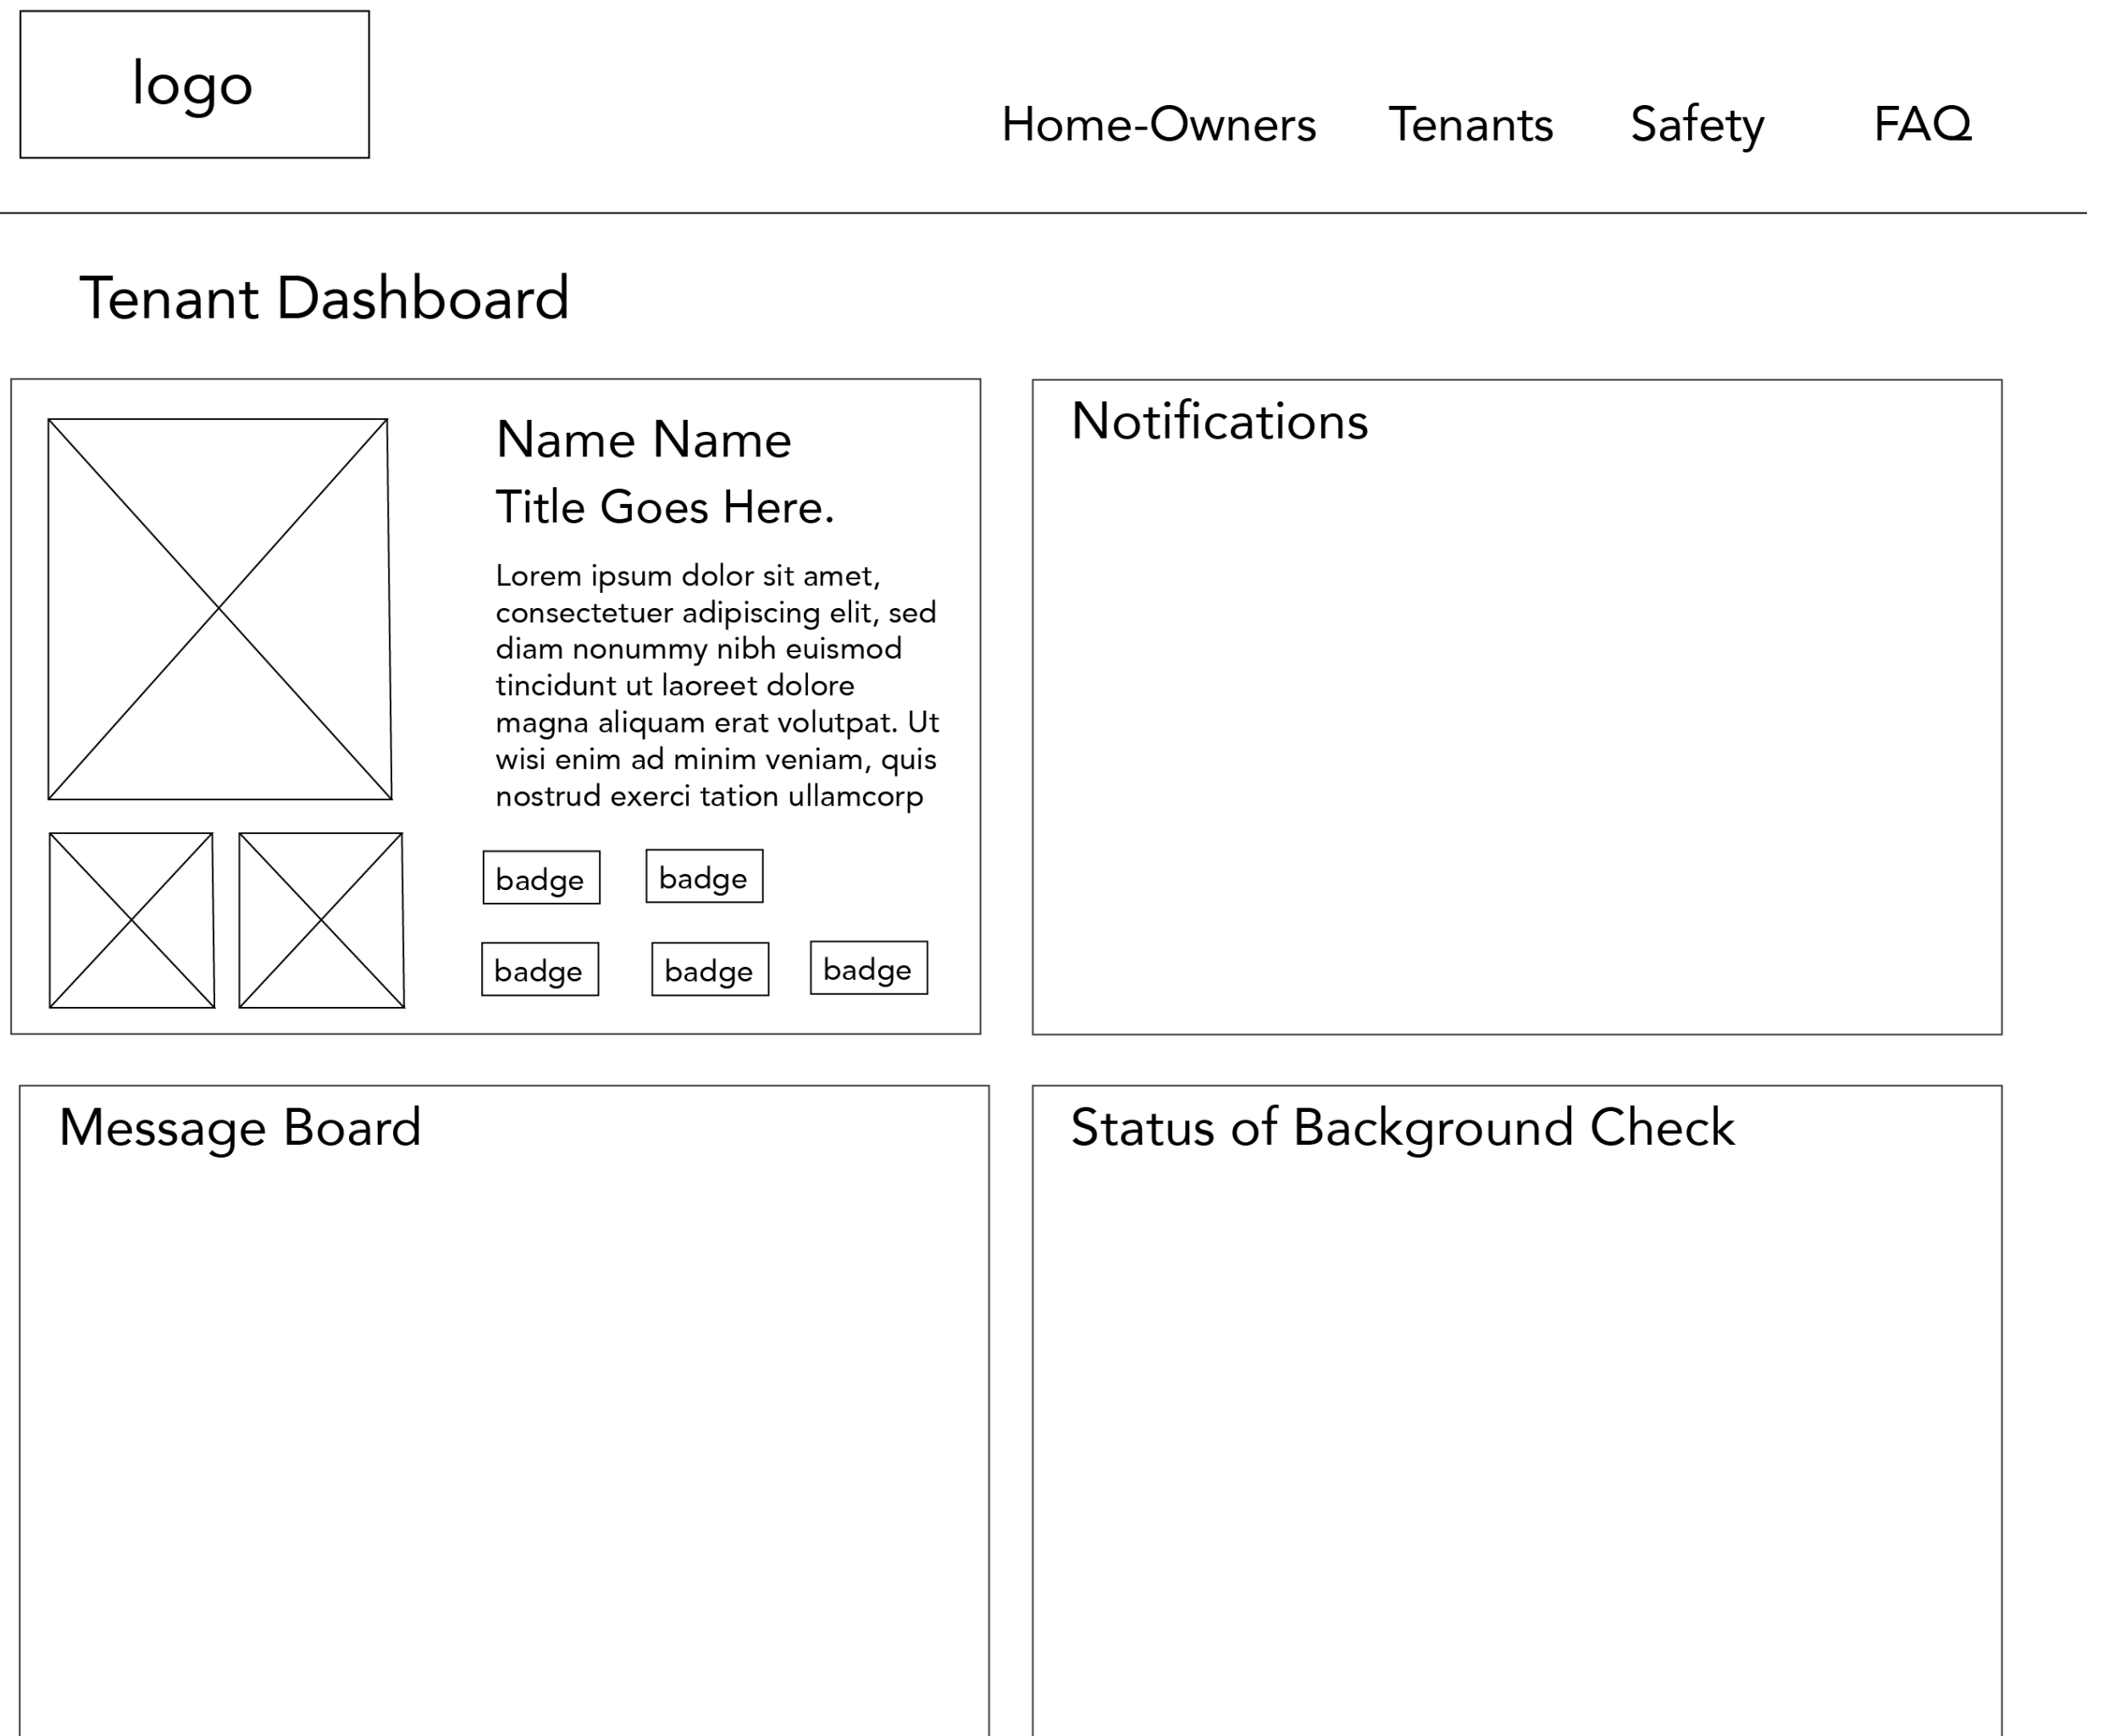 logo
Home-Owners Tenants Safety FAQ
Tenant Dashboard
Name Name
Title Goes Here.
Lorem ipsum dolor sit amet,
consectetuer adipiscing elit, sed
diam nonummy nibh euismod
tincidunt ut laoreet dolore
magna aliquam erat volutpat. Ut
wisi enim ad minim veniam, quis
nostrud exerci tation ullamcorp
badge badge
badge badge badge
Notifications
Message Board
Status of Background Check